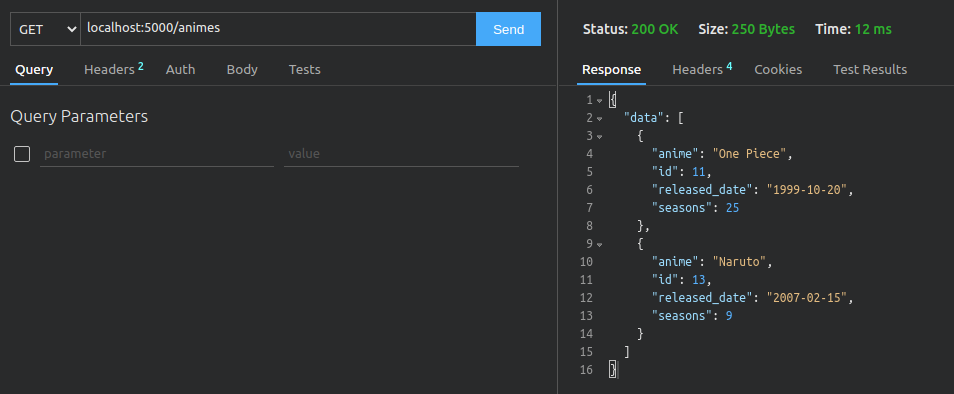 GET localhost:5000/animes Send
Query Headers 2 Auth Body Tests
Query Parameters
parameter value
Status: 200 OK Size: 250 Bytes Time: 12 ms
Response Headers 4 Cookies Test Results
1 {
2 "data": [
3 {
4 "anime": "One Piece",
5 "id": 11,
6 "released_date": "1999-10-20",
7 "seasons": 25
8 },
9 {
10 "anime": "Naruto",
11 "id": 13,
12 "released_date": "2007-02-15",
13 "seasons": 9
14 }
15 ]
16 }